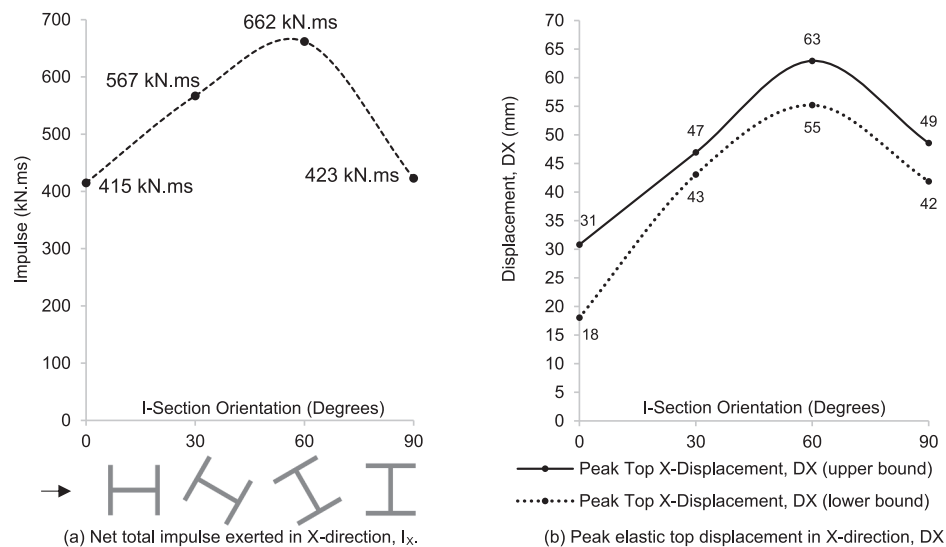 700
600
500
400
300
200
100
0
Impulse (kN.ms)
415 kN.ms
567 kN.ms
662 kN.ms
423 kN.ms
I-Section Orientation (Degrees)
0 30 60 90
(a) Net total impulse exerted in X-direction, Iₓ.
70
65
60
55
50
45
40
35
30
25
20
15
10
5
0
Displacement, DX (mm)
31
47
63
49
18
43
55
42
I-Section Orientation (Degrees)
0 30 60 90
Peak Top X-Displacement, DX (upper bound)
Peak Top X-Displacement, DX (lower bound)
(b) Peak elastic top displacement in X-direction, DX